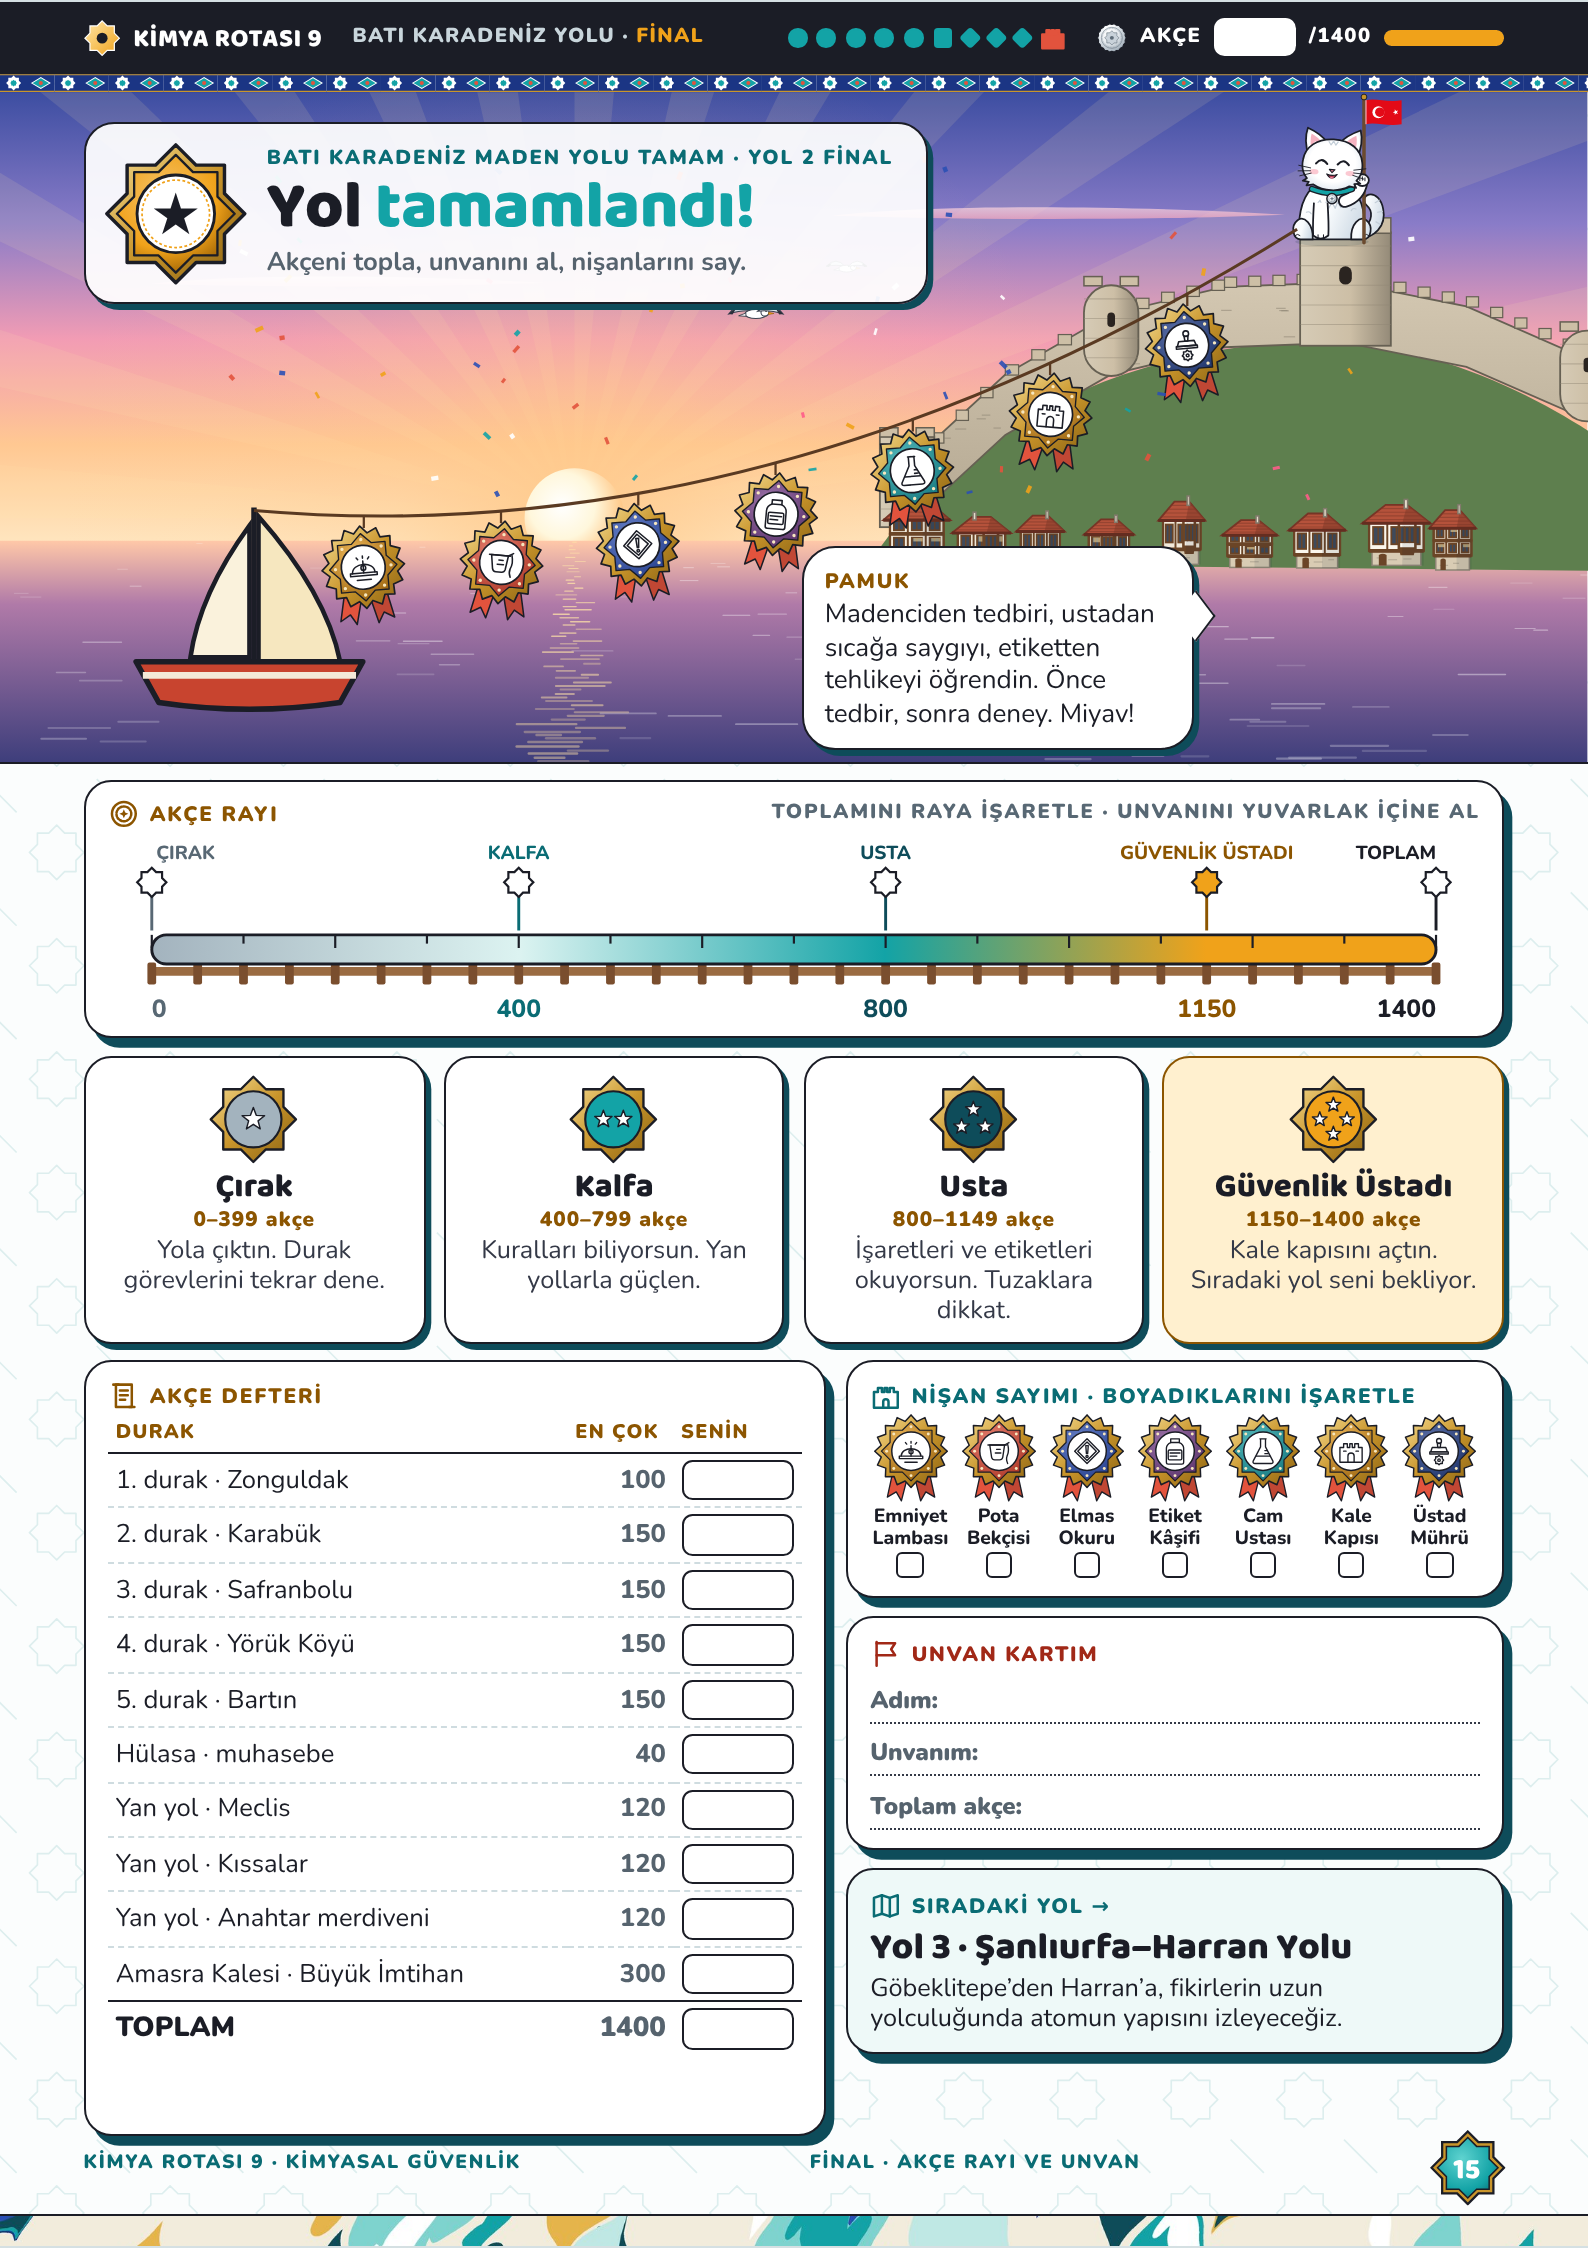 KİMYA ROTASI 9 BATI KARADENİZ YOLU · FİNAL AKÇE /1400
BATI KARADENİZ MADEN YOLU TAMAM · YOL 2 FİNAL
Yol tamamlandı!
Akçeni topla, unvanını al, nişanlarını say.
PAMUK
Madenciden tedbiri, ustadan
sıcağa saygıyı, etiketten
tehlikeyi öğrendin. Önce
tedbir, sonra deney. Miyav!
AKÇE RAYI
TOPLAMINI RAYA İŞARETLE · UNVANINI YUVARLAK İÇİNE AL
ÇIRAK KALFA USTA GÜVENLİK ÜSTADI TOPLAM
0 400 800 1150 1400
Çırak
0–399 akçe
Yola çıktın. Durak
görevlerini tekrar dene.
Kalfa
400–799 akçe
Kuralları biliyorsun. Yan
yollarla güçlen.
Usta
800–1149 akçe
İşaretleri ve etiketleri
okuyorsun. Tuzaklara
dikkat.
Güvenlik Üstadı
1150–1400 akçe
Kale kapısını açtın.
Sıradaki yol seni bekliyor.
AKÇE DEFTERİ
DURAK EN ÇOK SENİN
1. durak · Zonguldak 100
2. durak · Karabük 150
3. durak · Safranbolu 150
4. durak · Yörük Köyü 150
5. durak · Bartın 150
Hülasa · muhasebe 40
Yan yol · Meclis 120
Yan yol · Kıssalar 120
Yan yol · Anahtar merdiveni 120
Amasra Kalesi · Büyük İmtihan 300
TOPLAM 1400
NİŞAN SAYIMI · BOYADIKLARINI İŞARETLE
Emniyet Pota Elmas Etiket Cam Kale Üstad
Lambası Bekçisi Okuru Kâşifi Ustası Kapısı Mührü
UNVAN KARTIM
Adım:
Unvanım:
Toplam akçe:
SIRADAKİ YOL →
Yol 3 · Şanlıurfa–Harran Yolu
Göbeklitepe’den Harran’a, fikirlerin uzun
yolculuğunda atomun yapısını izleyeceğiz.
KİMYA ROTASI 9 · KİMYASAL GÜVENLİK
FİNAL · AKÇE RAYI VE UNVAN
15